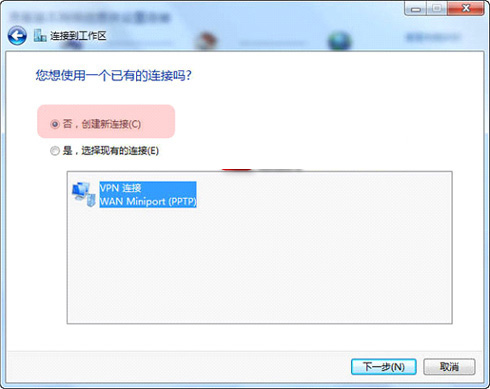 连接到工作区
您想使用一个已有的连接吗?
否，创建新连接(C)
是，选择现有的连接(E)
VPN 连接
WAN Miniport (PPTP)
下一步(N)
取消